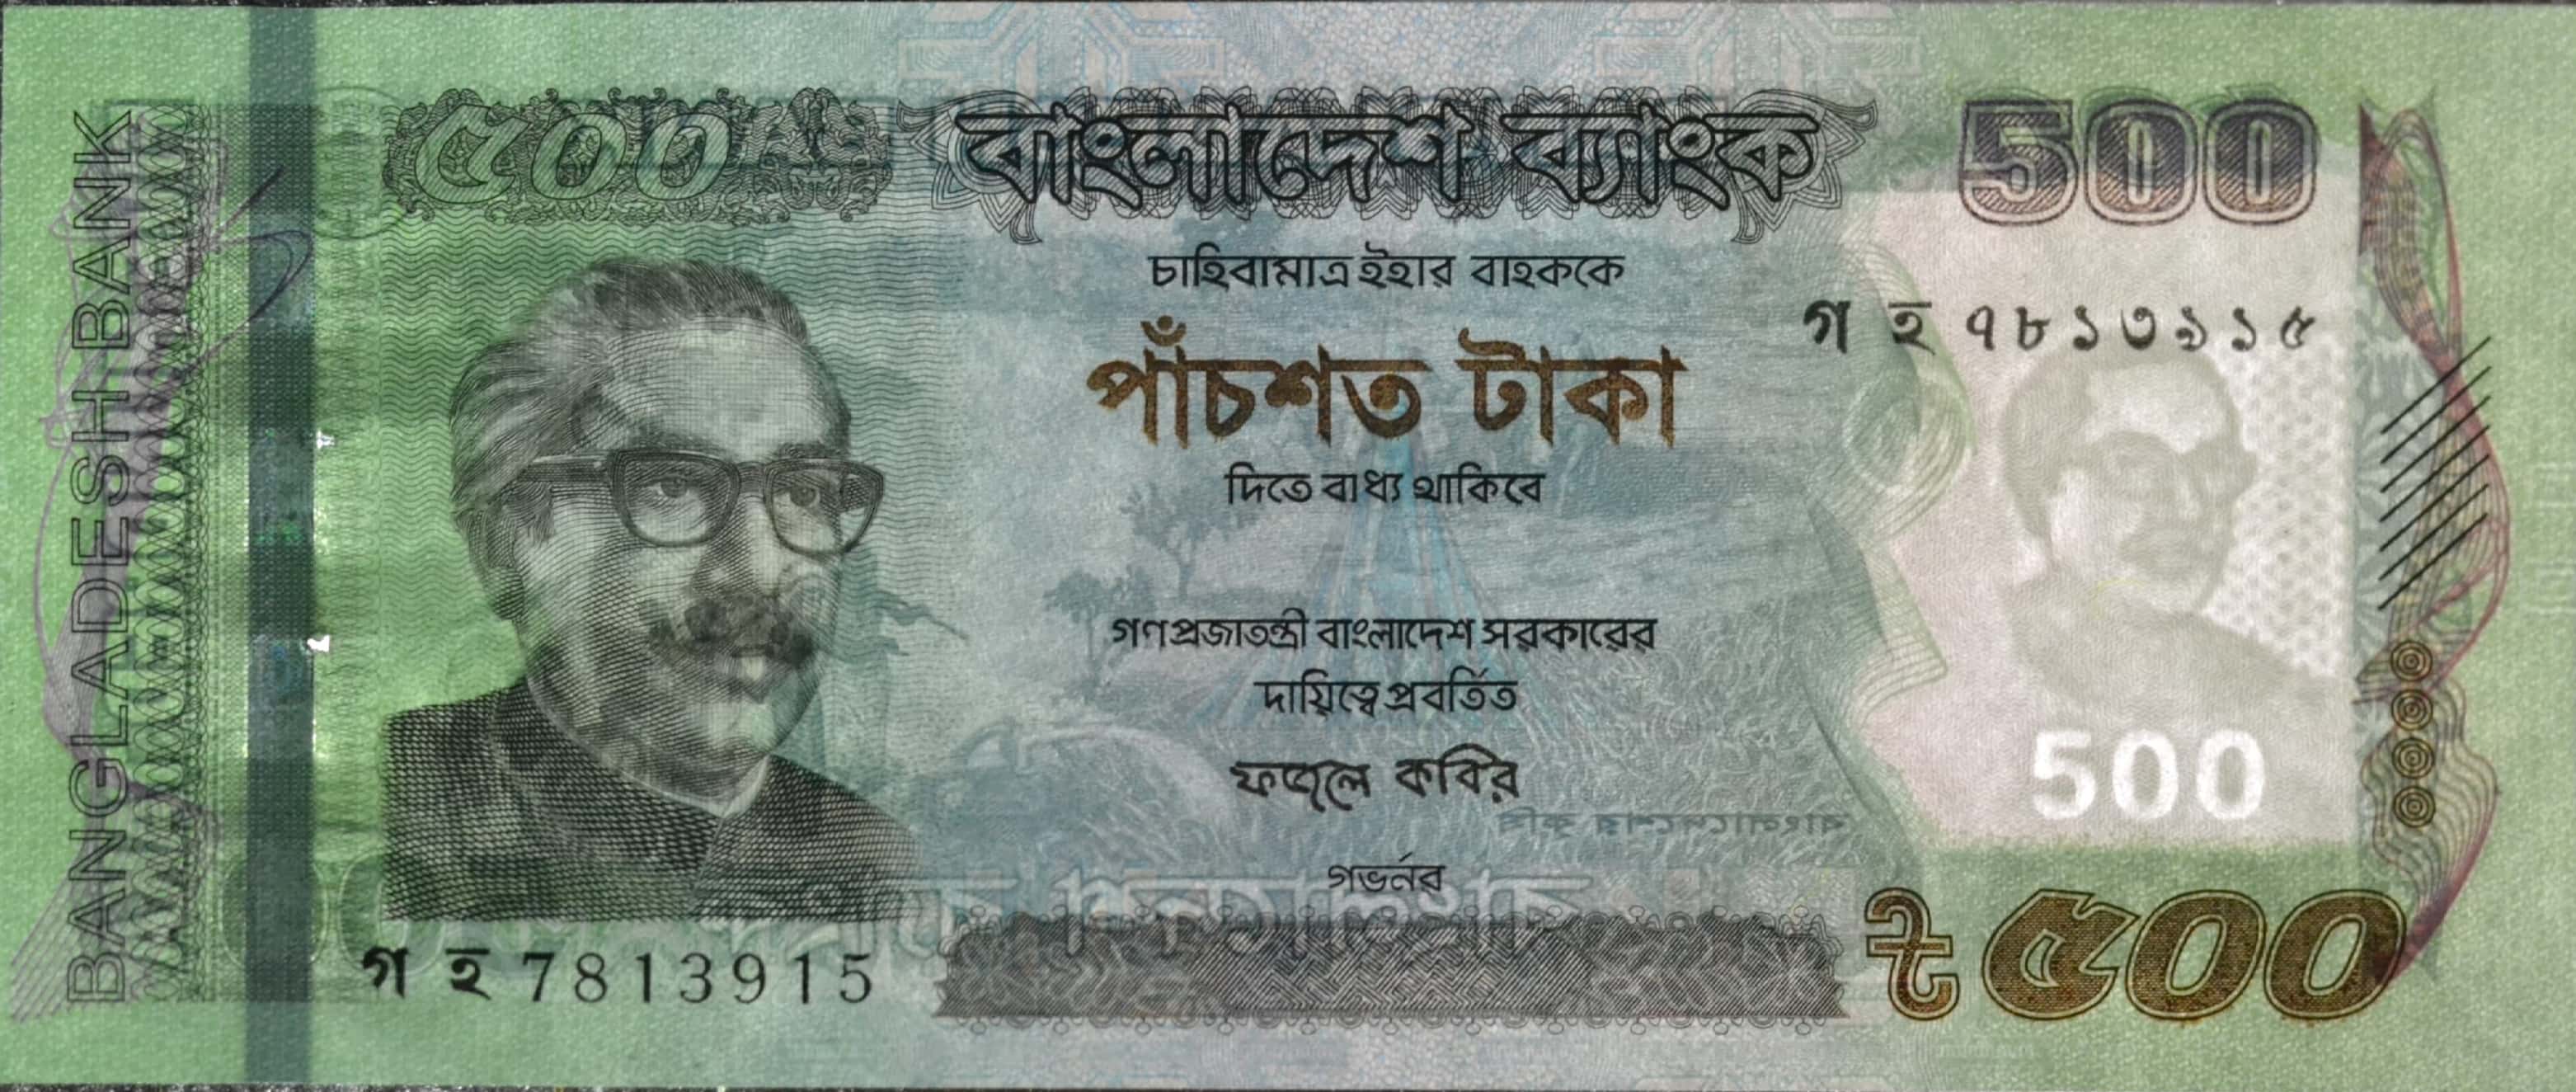 BANGLADESH BANK
৫০০
বাংলাদেশ ব্যাংক
500
চাহিবামাত্র ইহার বাহককে
গ হ ৭৮১৩৯১৫
পাঁচশত টাকা
দিতে বাধ্য থাকিবে
গণপ্রজাতন্ত্রী বাংলাদেশ সরকারের
দায়িত্বে প্রবর্তিত
ফজলে কবির
গভর্নর
500
গ হ 7813915
৳ ৫০০